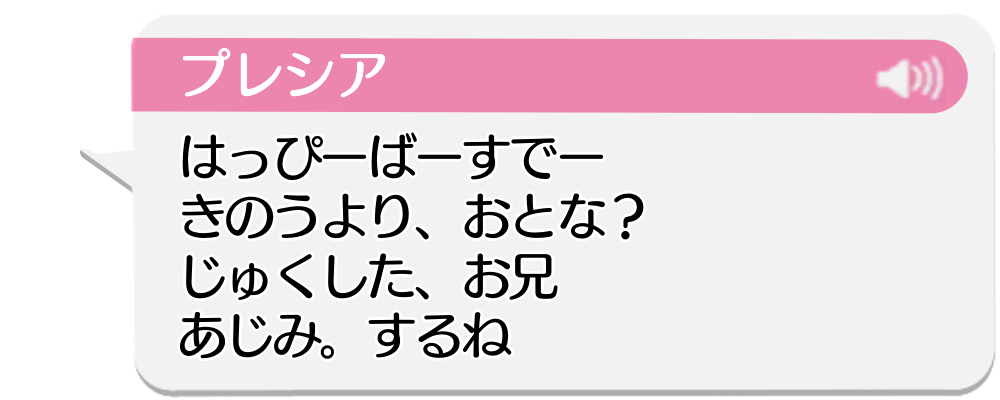 プレシア
はっぴーばーすでー
きのうより、おとな？
じゅくした、お兄
あじみ。するね